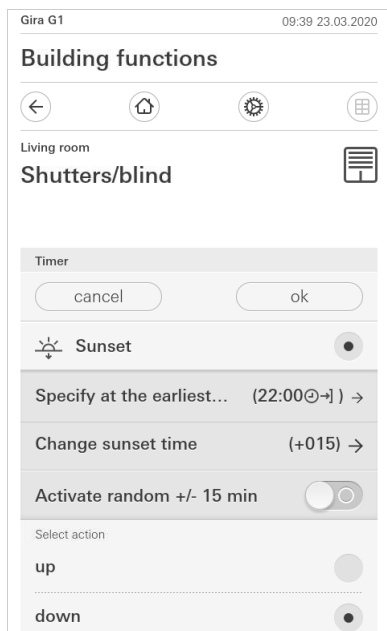 Gira G1 09:39 23.03.2020
Building functions
Living room
Shutters/blind
Timer
cancel ok
Sunset
Specify at the earliest... (22:00 )
Change sunset time (+015)
Activate random +/- 15 min
Select action
up
down